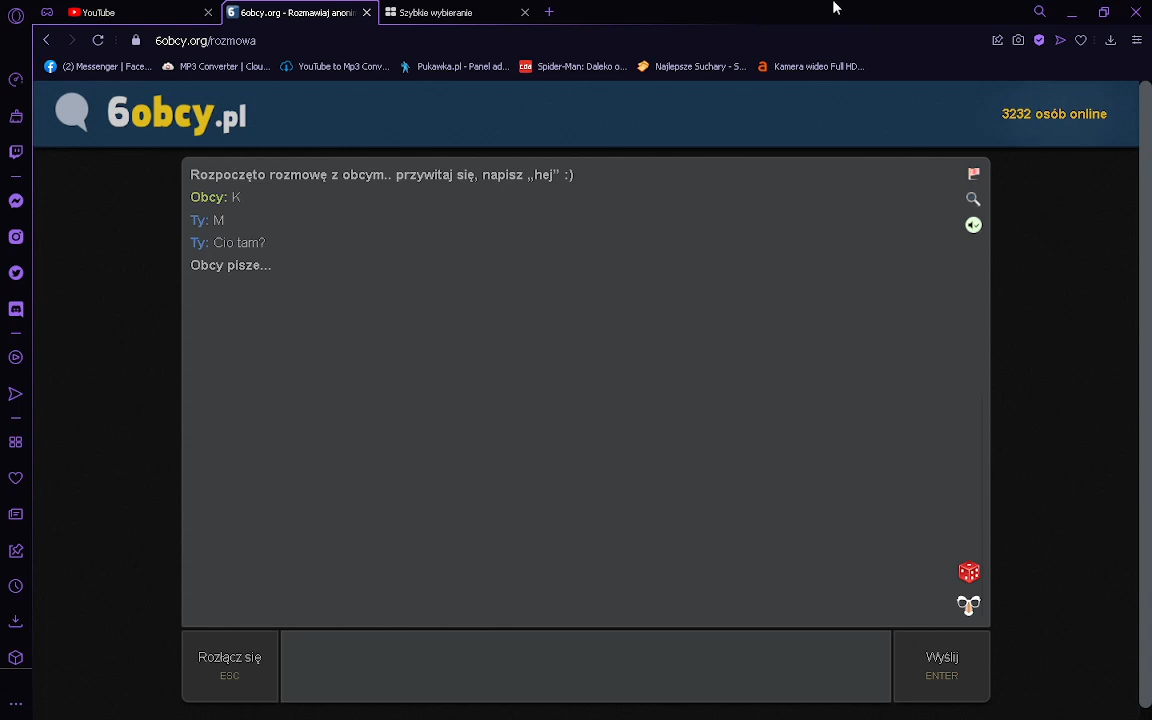 YouTube
6obcy.org - Rozmawiaj anoni
Szybkie wybieranie
6obcy.org/rozmowa
(2) Messenger | Face...
MP3 Converter | Clou...
YouTube to Mp3 Conv...
Pukawka.pl - Panel ad...
cda
Spider-Man: Daleko o...
Najlepsze Suchary - S...
a
Kamera wideo Full HD...
6obcy.pl
3232 osób online
Rozpoczęto rozmowę z obcym.. przywitaj się, napisz „hej” :)
Obcy: K
Ty: M
Ty: Cio tam?
Obcy pisze...
Rozłącz się
ESC
Wyślij
ENTER